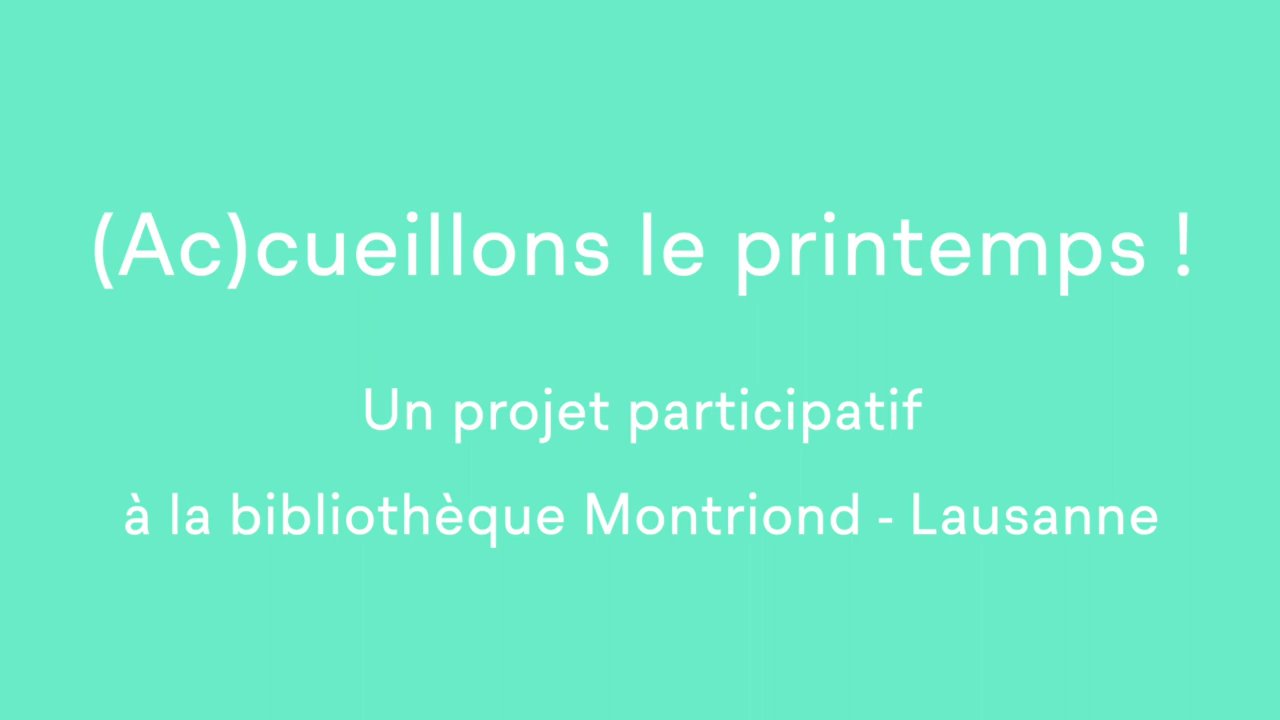 (Ac)cueillons le printemps !
Un projet participatif
à la bibliothèque Montriond - Lausanne